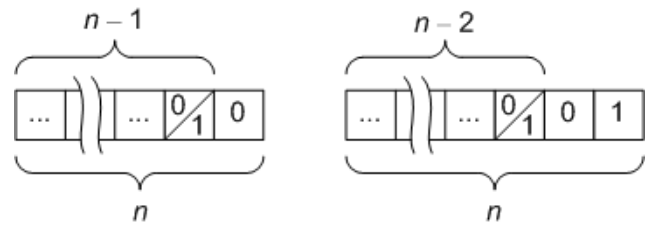 n – 1
... ... 0/1 0
n
n – 2
... ... 0/1 0 1
n